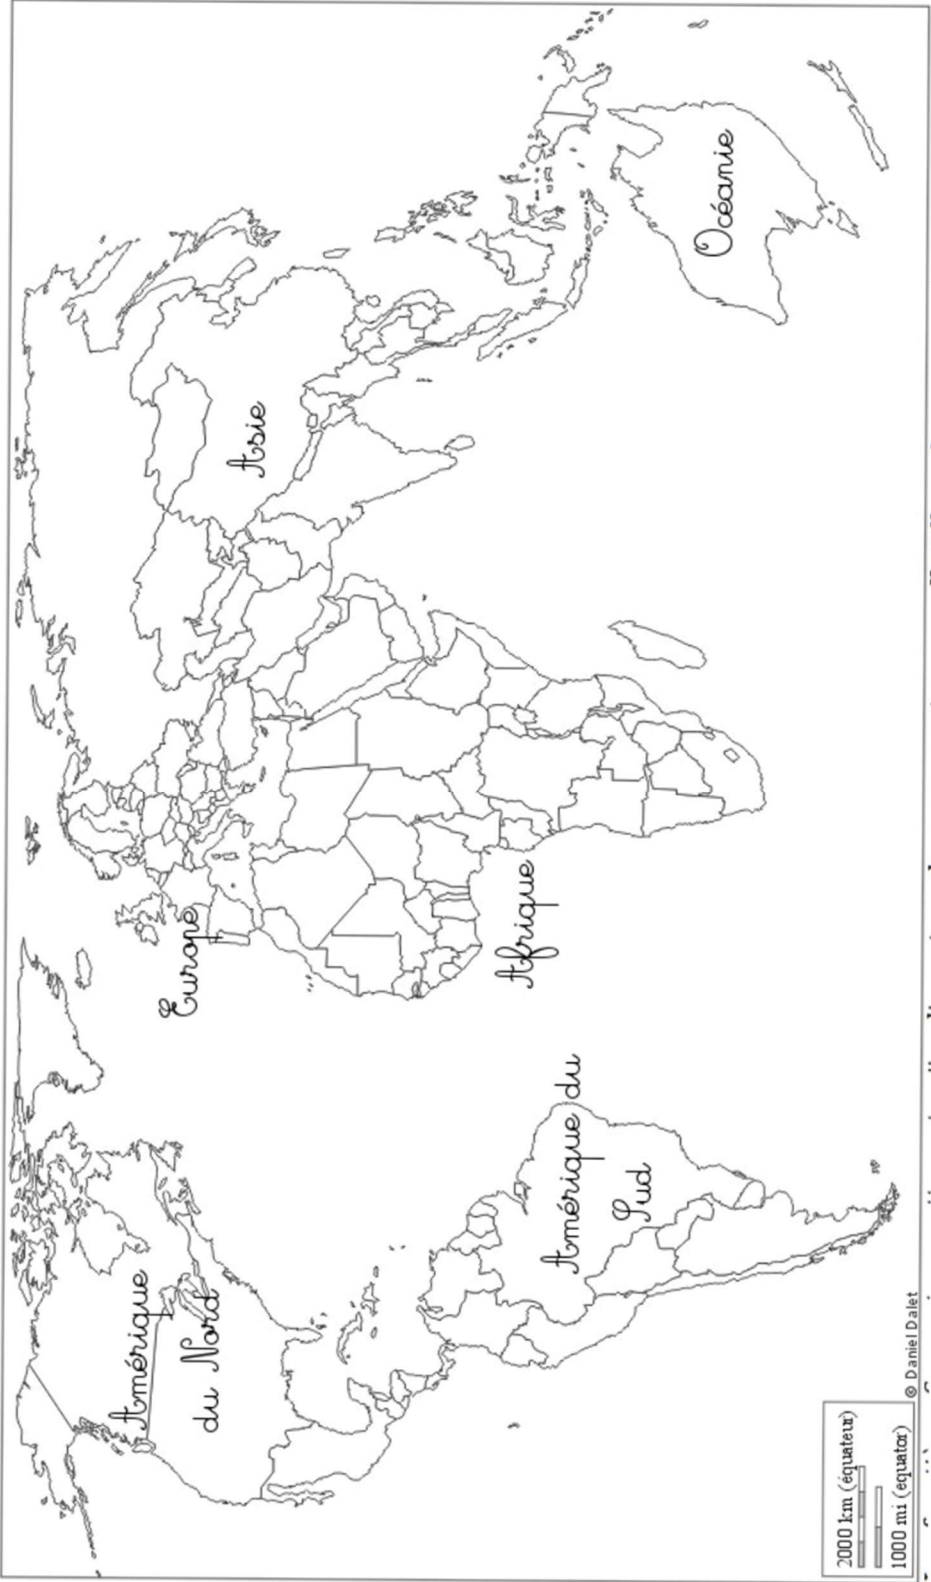 Amérique
du Nord
Europe
Asie
Afrique
Amérique du
Sud
Océanie
2000 km (équateur)
1000 mi (equator)
© Daniel Dalet